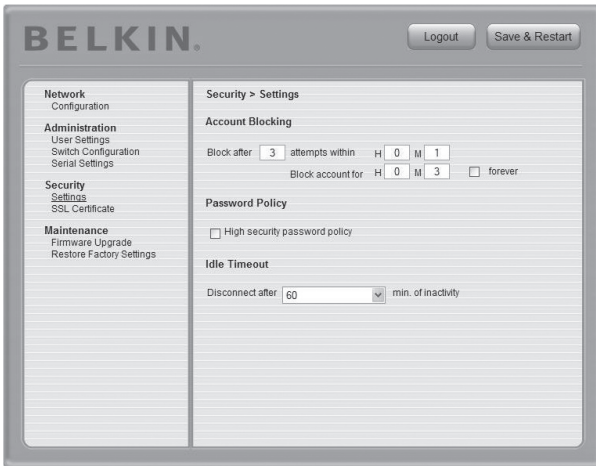 BELKIN.
Logout
Save & Restart
Network
Configuration
Administration
User Settings
Switch Configuration
Serial Settings
Security
Settings
SSL Certificate
Maintenance
Firmware Upgrade
Restore Factory Settings
Security > Settings
Account Blocking
Block after 3 attempts within H 0 M 1
Block account for H 0 M 3 forever
Password Policy
High security password policy
Idle Timeout
Disconnect after 60 min. of inactivity